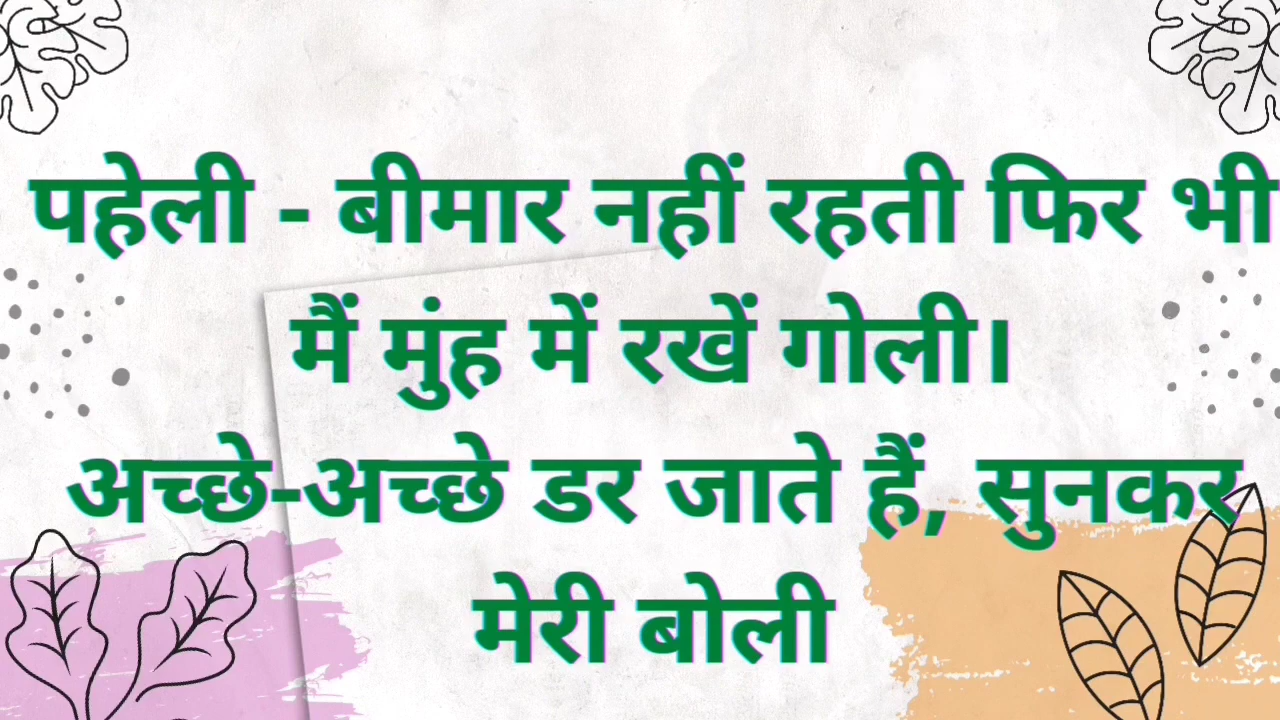 पहेली - बीमार नहीं रहती फिर भी
मैं मुंह में रखें गोली।
अच्छे-अच्छे डर जाते हैं, सुनकर
मेरी बोली